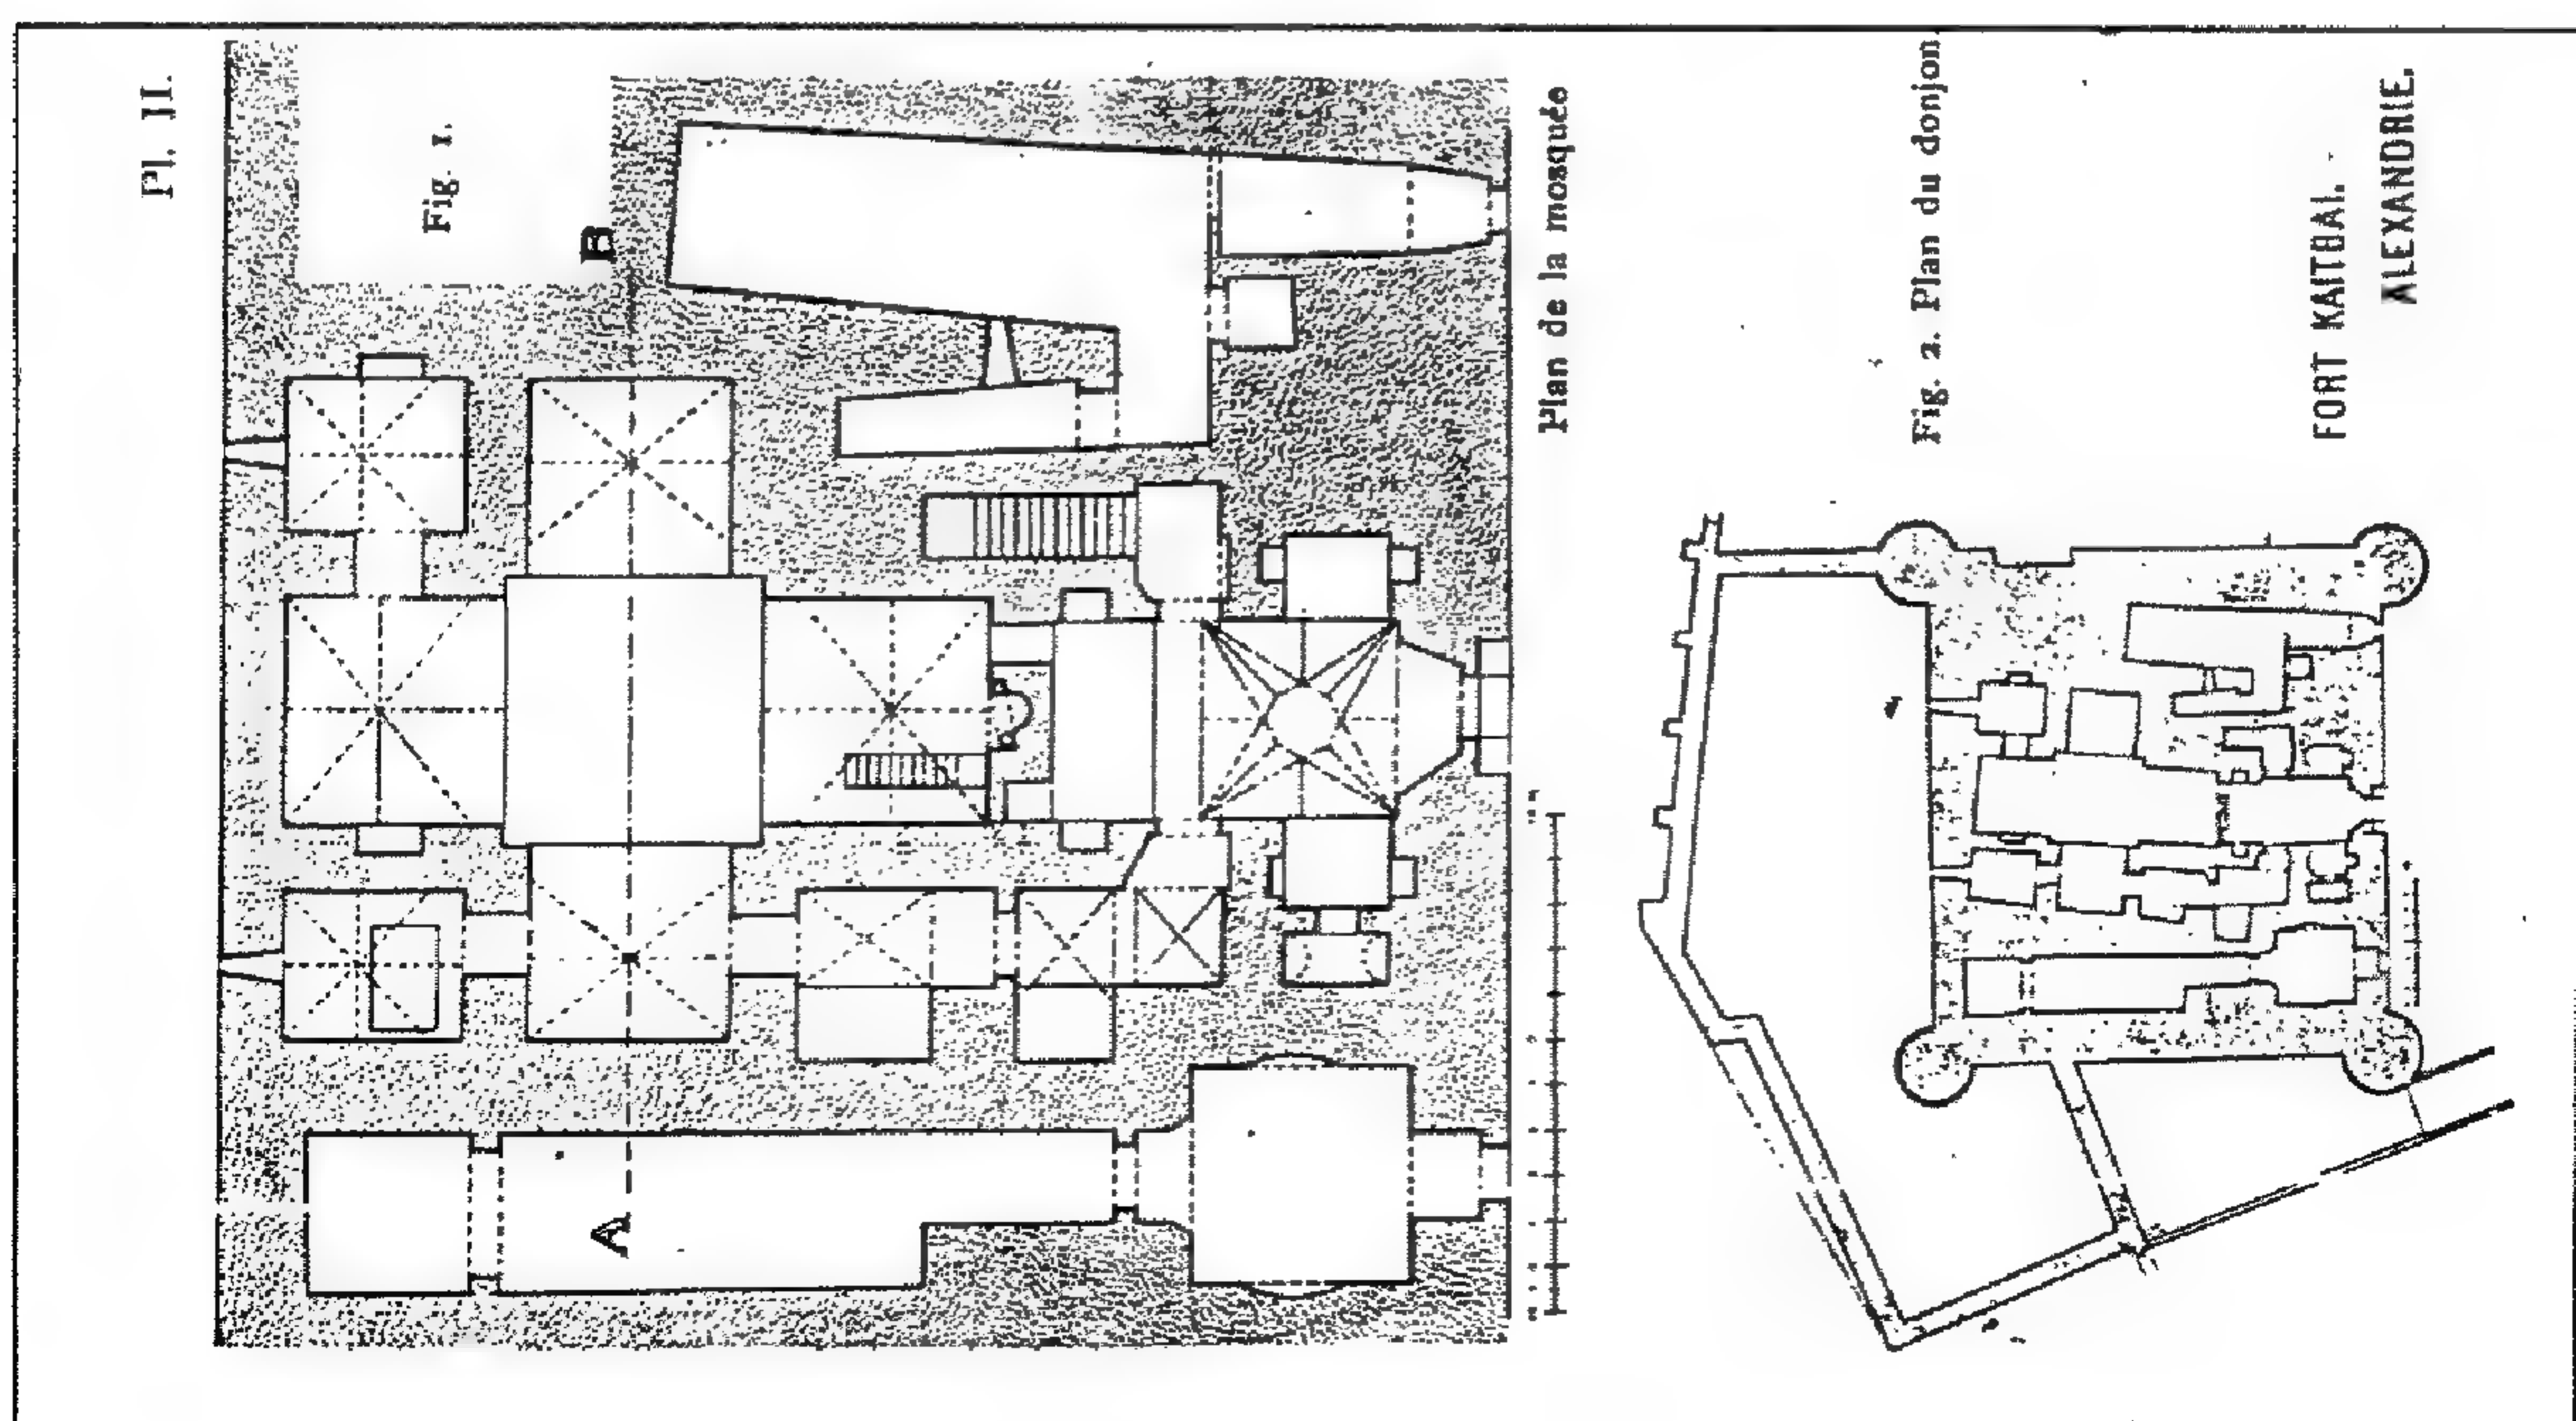 Pl. II.
Fig. 1.
B
A
Plan de la mosquée
Fig. 2. Plan du donjon
FORT KAITBAI.
ALEXANDRIE.